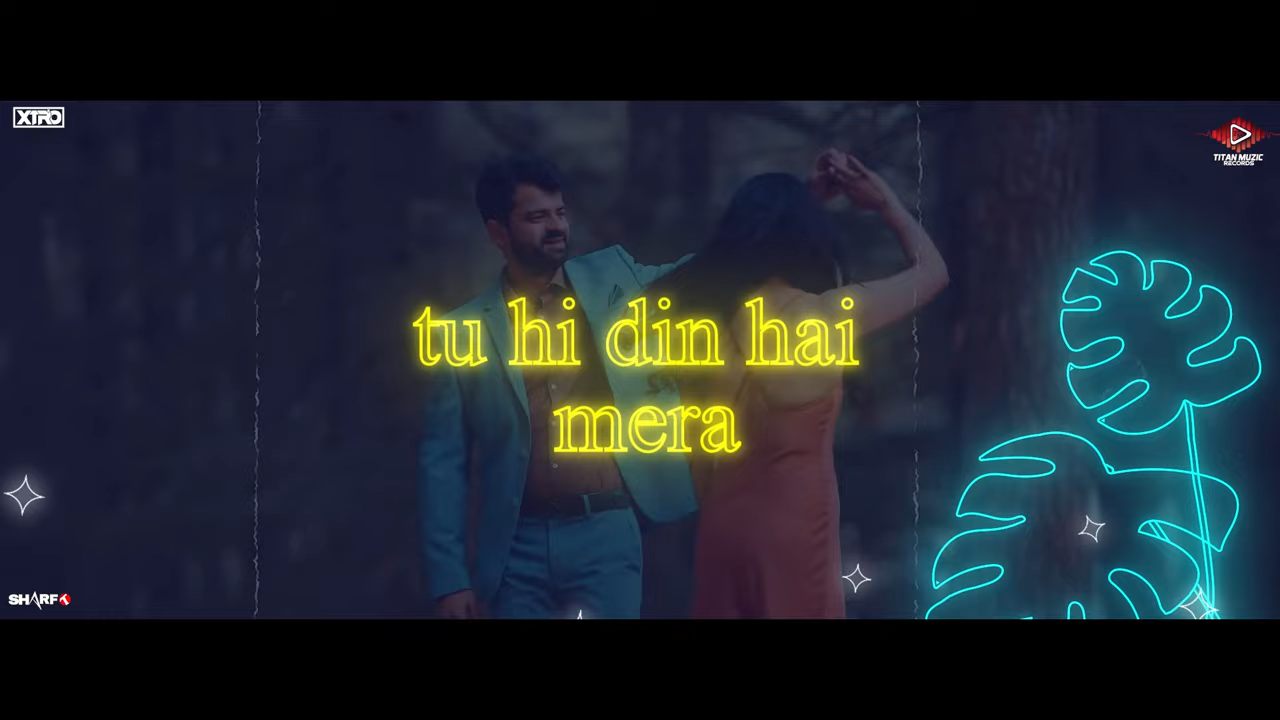 XTRO
TITAN MUZIC
RECORDS
tu hi din hai
mera
SHARF